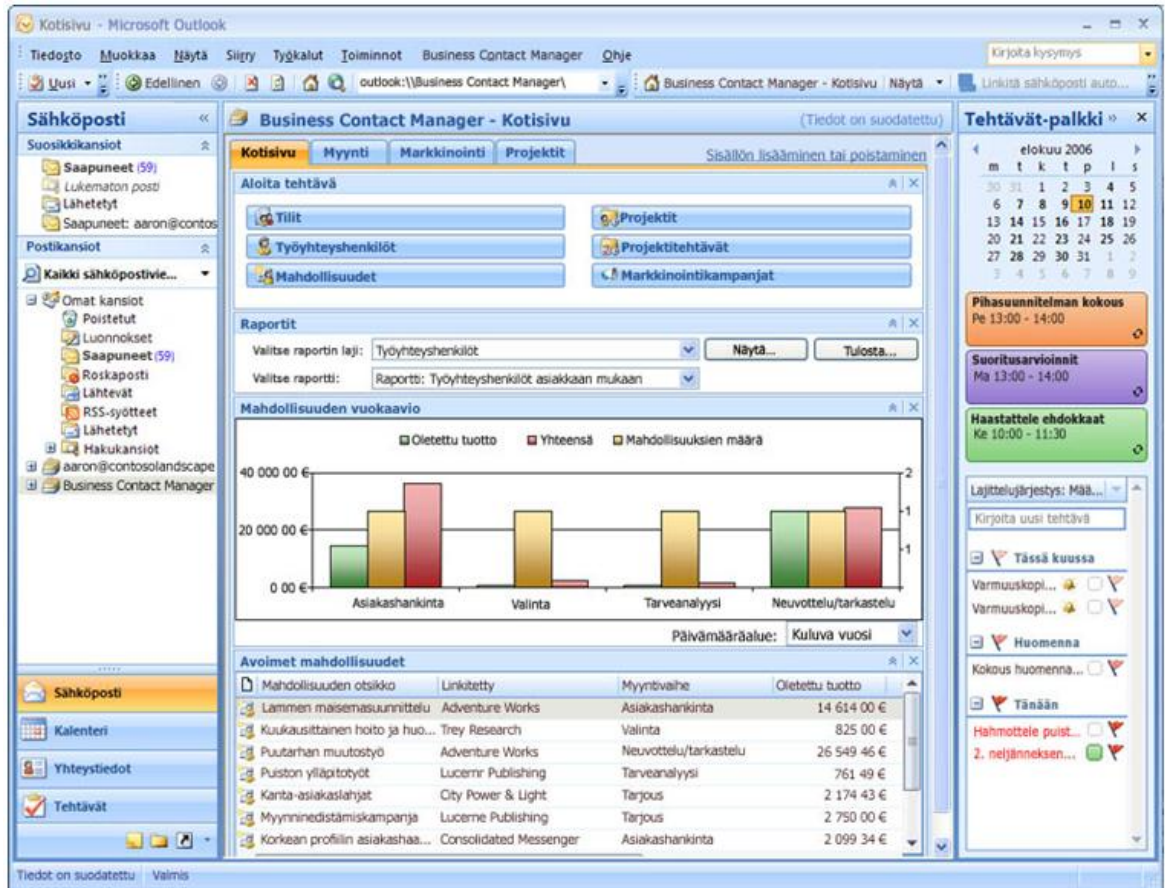 Kotisivu - Microsoft Outlook
Tiedosto Muokkaa Näytä Siirry Työkalut Toiminnot Business Contact Manager Ohje Kirjoita kysymys
Uusi Edellinen outlook:\\Business Contact Manager\ Business Contact Manager - Kotisivu Näytä Linkitä sähköposti auto...
Sähköposti «
Suosikkikansiot
Saapuneet (59)
Lukematon posti
Lähetetyt
Saapuneet: aaron@contos
Postikansiot
Kaikki sähköpostivie...
Omat kansiot
Poistetut
Luonnokset
Saapuneet (59)
Roskaposti
Lähtevät
RSS-syötteet
Lähetetyt
Hakukansiot
aaron@contosolandscape
Business Contact Manager
Sähköposti
Kalenteri
Yhteystiedot
Tehtävät
Business Contact Manager - Kotisivu (Tiedot on suodatettu)
Kotisivu Myynti Markkinointi Projektit Sisällön lisääminen tai poistaminen
Aloita tehtävä
Tilit Projektit
Työyhteyshenkilöt Projektitehtävät
Mahdollisuudet Markkinointikampanjat
Raportit
Valitse raportin laji: Työyhteyshenkilöt Näytä... Tulosta...
Valitse raportti: Raportti: Työyhteyshenkilöt asiakkaan mukaan
Mahdollisuuden vuokaavio
Oletettu tuotto Yhteensä Mahdollisuuksien määrä
40 000 00 € 2
1
20 000 00 €
1
0 00 €
Asiakashankinta Valinta Tarveanalyysi Neuvottelu/tarkastelu
Päivämääräalue: Kuluva vuosi
Avoimet mahdollisuudet
Mahdollisuuden otsikko Linkitetty Myyntivaihe Oletettu tuotto
Lammen maisemasuunnittelu Adventure Works Asiakashankinta 14 614 00 €
Kuukausittainen hoito ja huo... Trey Research Valinta 825 00 €
Puutarhan muutostyö Adventure Works Neuvottelu/tarkastelu 26 549 46 €
Puiston ylläpitotyöt Lucernr Publishing Tarveanalyysi 761 49 €
Kanta-asiakaslahjat City Power & Light Tarjous 2 174 43 €
Myynninedistämiskampanja Lucerne Publishing Tarjous 2 750 00 €
Korkean profiilin asiakashaa... Consolidated Messenger Asiakashankinta 2 099 34 €
Tehtävät-palkki »
elokuu 2006
m t k t p l s
30 31 1 2 3 4 5
6 7 8 9 10 11 12
13 14 15 16 17 18 19
20 21 22 23 24 25 26
27 28 29 30 31 1 2
3 4 5 6 7 8 9
Pihasuunnitelman kokous
Pe 13:00 - 14:00
Suoritusarvioinnit
Ma 13:00 - 14:00
Haastattele ehdokkaat
Ke 10:00 - 11:30
Lajittelujärjestys: Mää...
Kirjoita uusi tehtävä
Tässä kuussa
Varmuuskopi...
Varmuuskopi...
Huomenna
Kokous huomenna...
Tänään
Hahmottele puist...
2. neljänneksen...
Tiedot on suodatettu Valmis